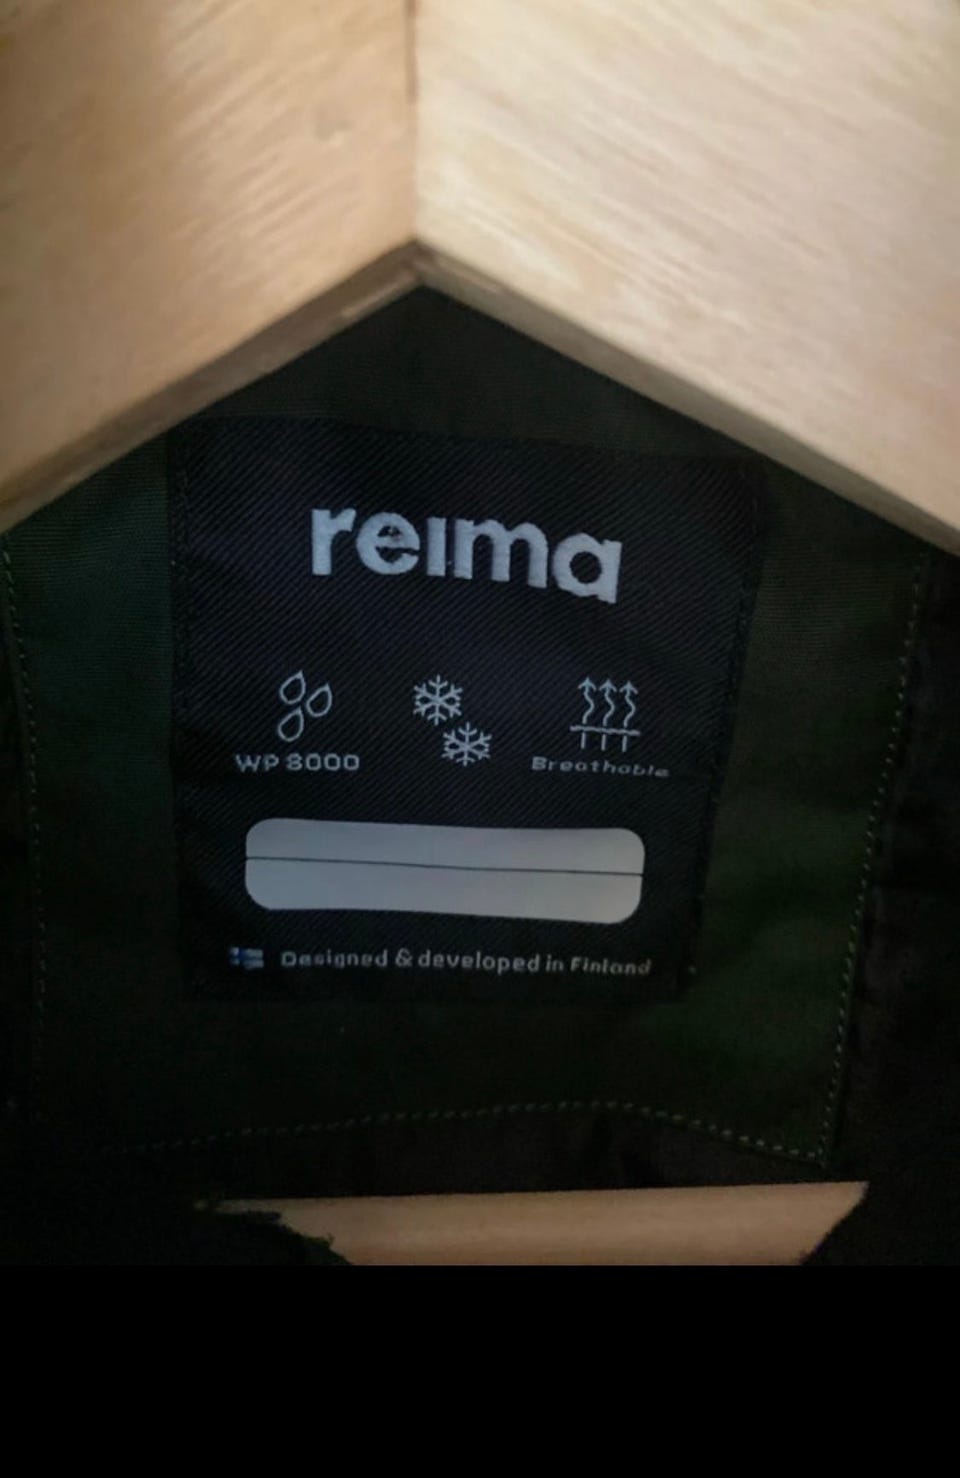 reima
WP 8000
Breathable
Designed & developed in Finland